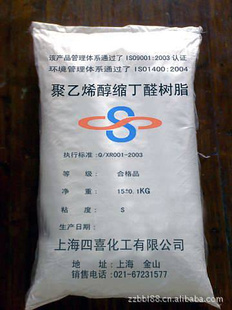 该产品管理体系通过了ISO9001:2003认证
环境管理体系通过了ISO1400:2004
聚乙烯醇缩丁醛树脂
S
执行标准:Q/XR001-2003
等 级: 合格品
净 重: 15±0.1KG
粘 度: S
生产日期:
上海四喜化工有限公司
地 址: 上海 金山
销售电话:021-67231577
zzbbl88.1688.com